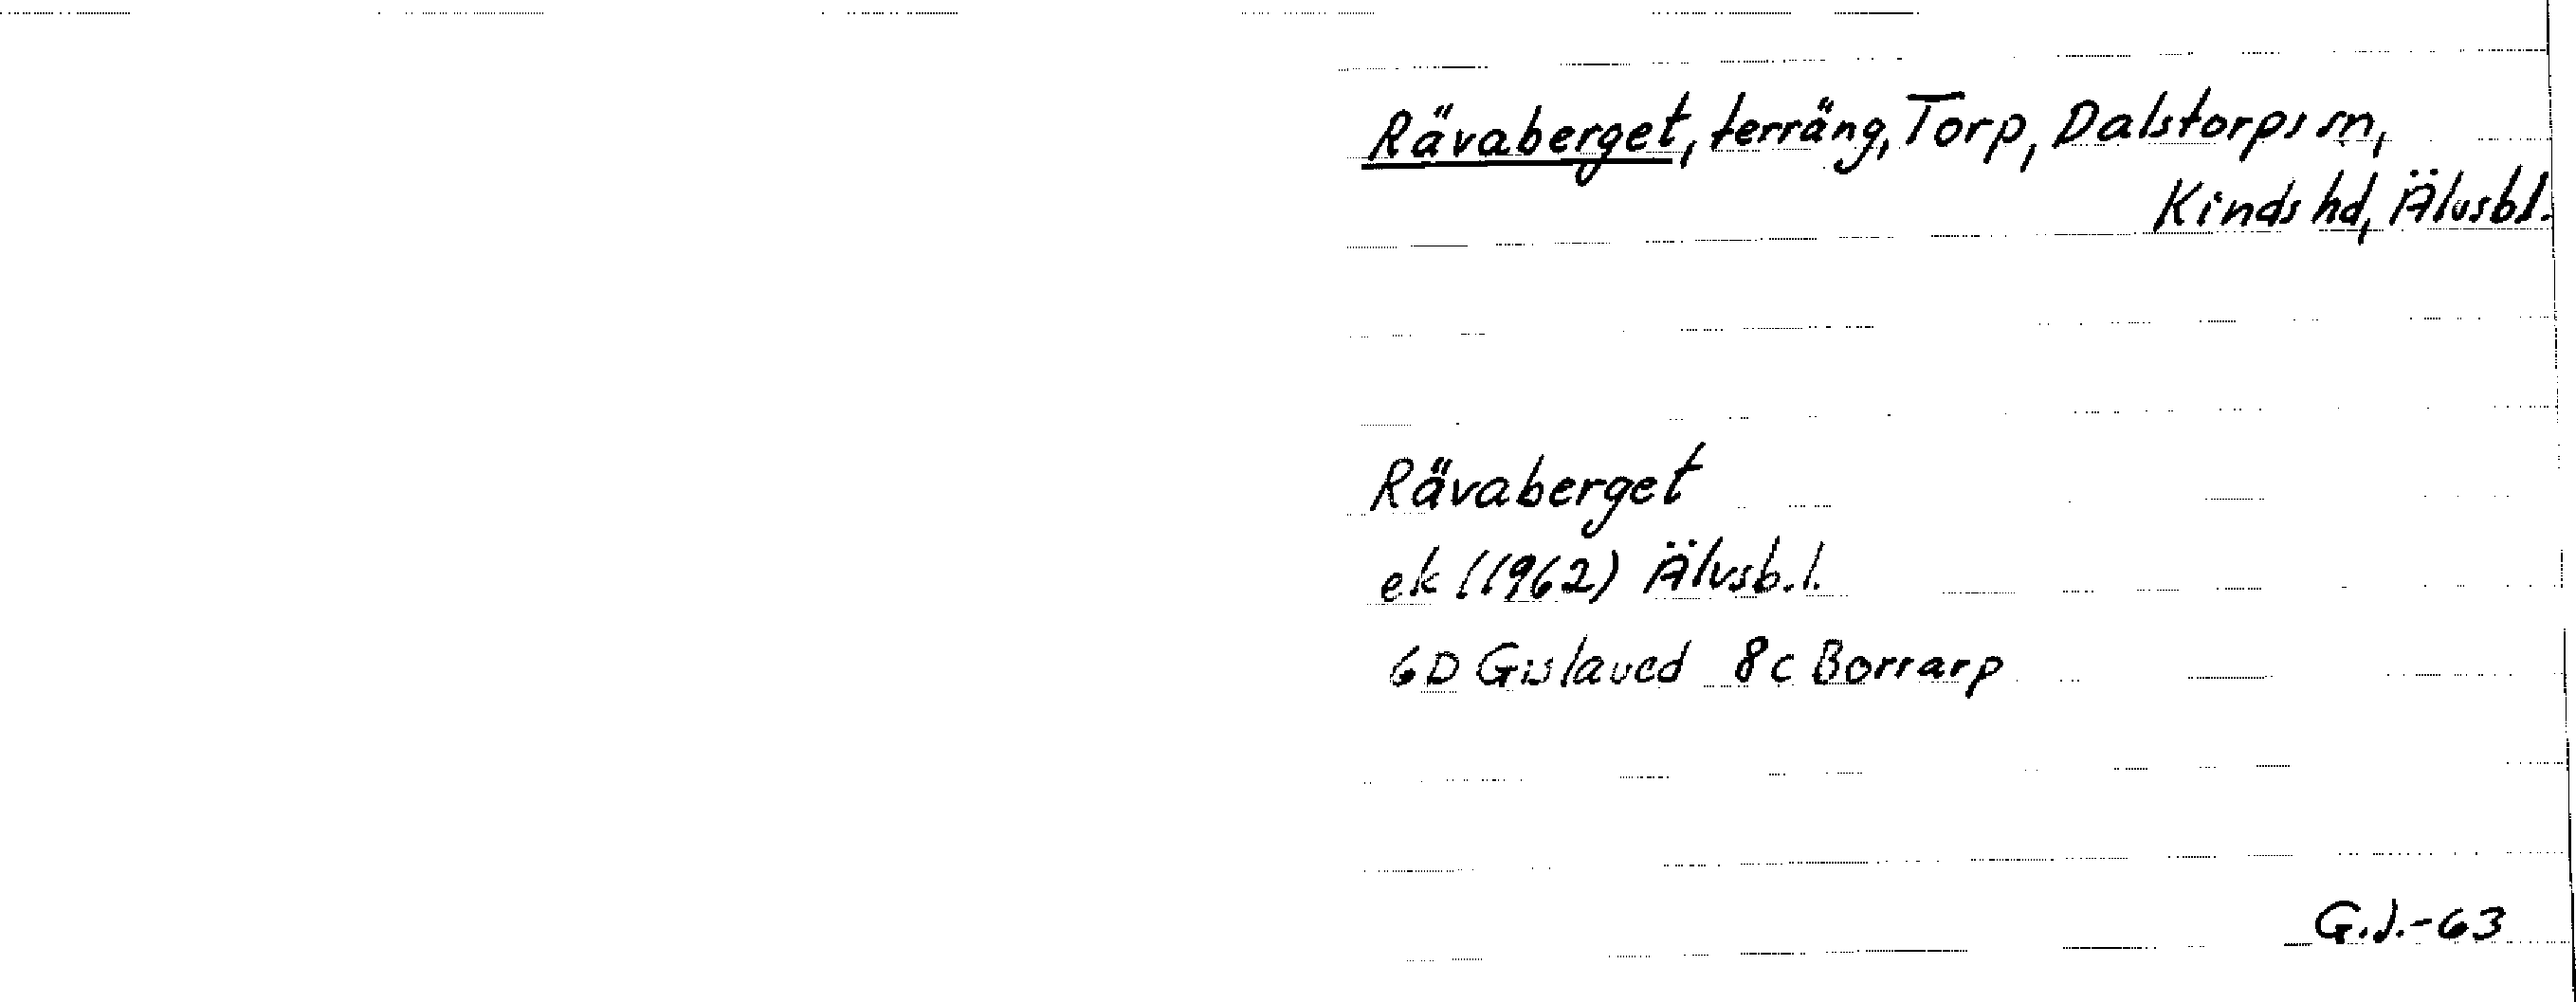 Rävaberget, terräng, Torp, Dalstorps sn,
Kinds hd, Älvsbl.
Rävaberget
ek (1962) Älvsb.l.
6D Gislaved 8c Borrarp
G.J.-63